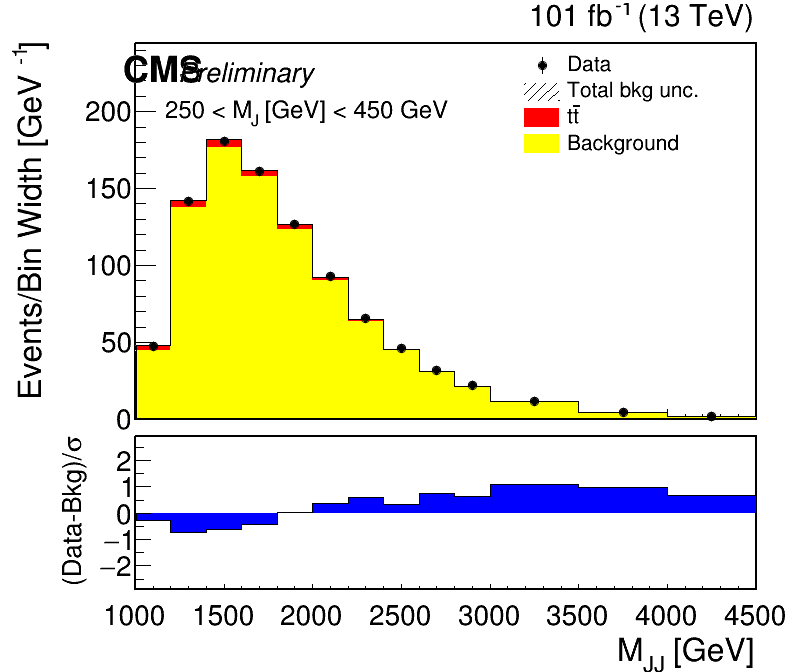 101 fb⁻¹ (13 TeV)
CMS Preliminary
250 < M_J [GeV] < 450 GeV
Data
Total bkg unc.
tt̄
Background
Events/Bin Width [GeV⁻¹]
200
150
100
50
0
(Data-Bkg)/σ
2
1
0
−1
−2
1000 1500 2000 2500 3000 3500 4000 4500
M_JJ [GeV]